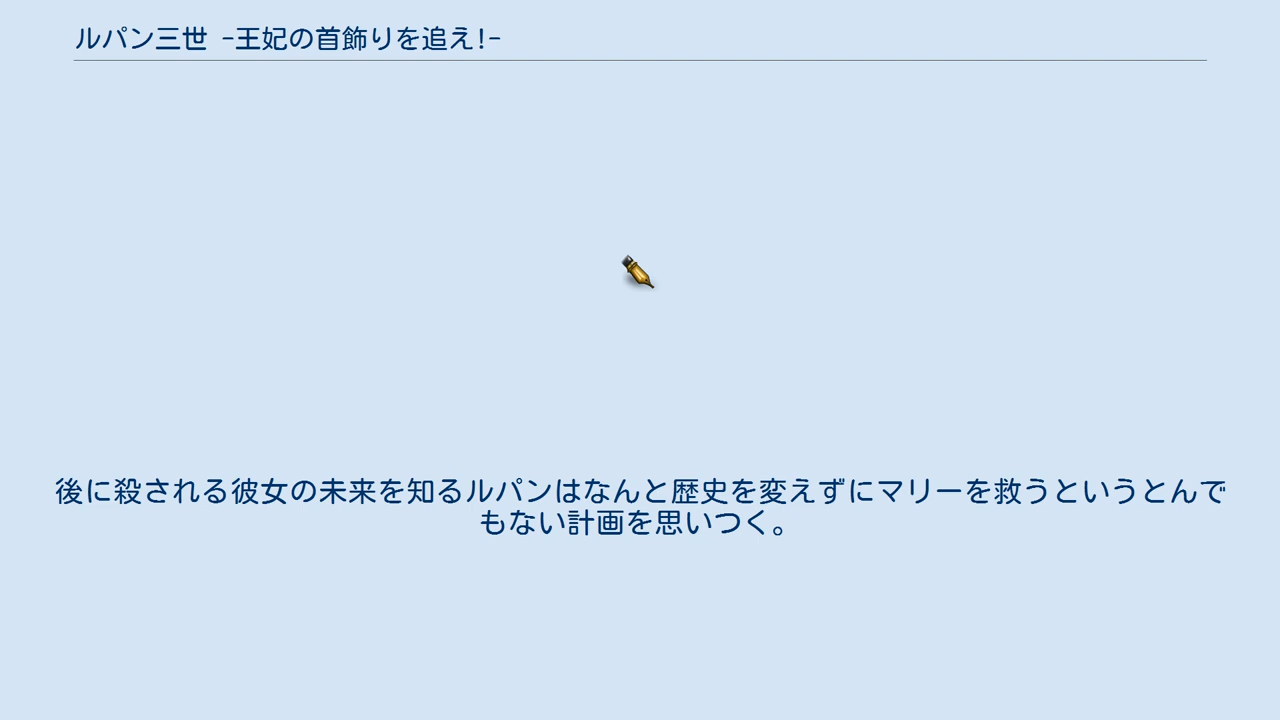 ルパン三世 -王妃の首飾りを追え!-
後に殺される彼女の未来を知るルパンはなんと歴史を変えずにマリーを救うというとんで
もない計画を思いつく。